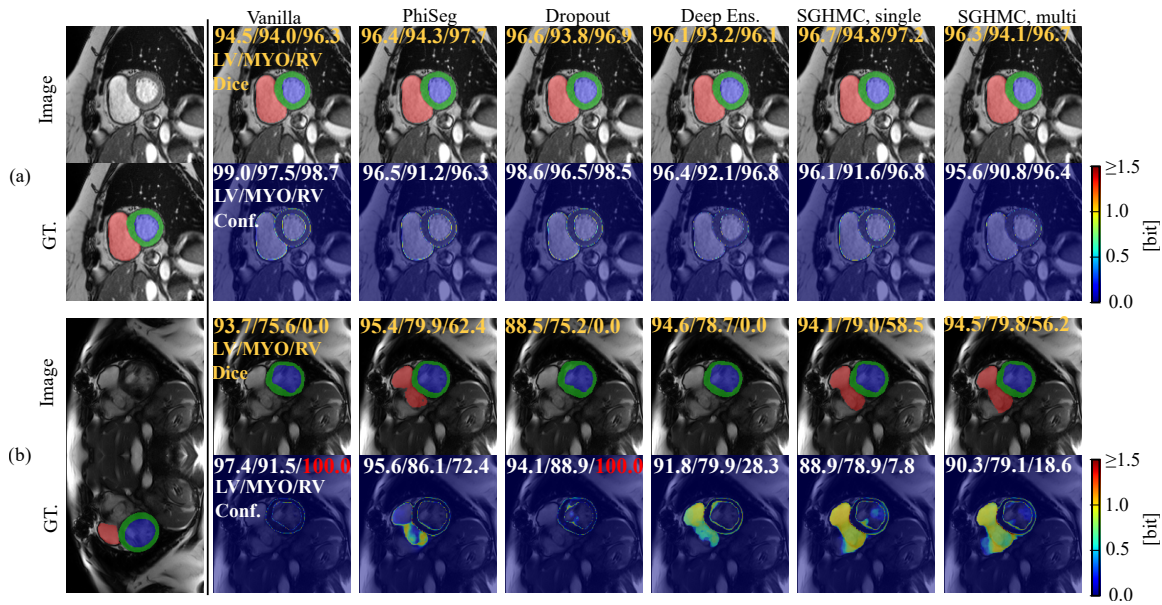 Vanilla PhiSeg Dropout Deep Ens. SGHMC, single SGHMC, multi
94.5/94.0/96.3 96.4/94.3/97.7 96.6/93.8/96.9 96.1/93.2/96.1 96.7/94.8/97.2 96.3/94.1/96.7
LV/MYO/RV
Dice
Image
(a)
99.0/97.5/98.7 96.5/91.2/96.3 98.6/96.5/98.5 96.4/92.1/96.8 96.1/91.6/96.8 95.6/90.8/96.4
LV/MYO/RV
Conf.
GT.
≥1.5
1.0
0.5
0.0
[bit]
93.7/75.6/0.0 95.4/79.9/62.4 88.5/75.2/0.0 94.6/78.7/0.0 94.1/79.0/58.5 94.5/79.8/56.2
LV/MYO/RV
Dice
Image
(b)
97.4/91.5/100.0 95.6/86.1/72.4 94.1/88.9/100.0 91.8/79.9/28.3 88.9/78.9/7.8 90.3/79.1/18.6
LV/MYO/RV
Conf.
GT.
≥1.5
1.0
0.5
0.0
[bit]